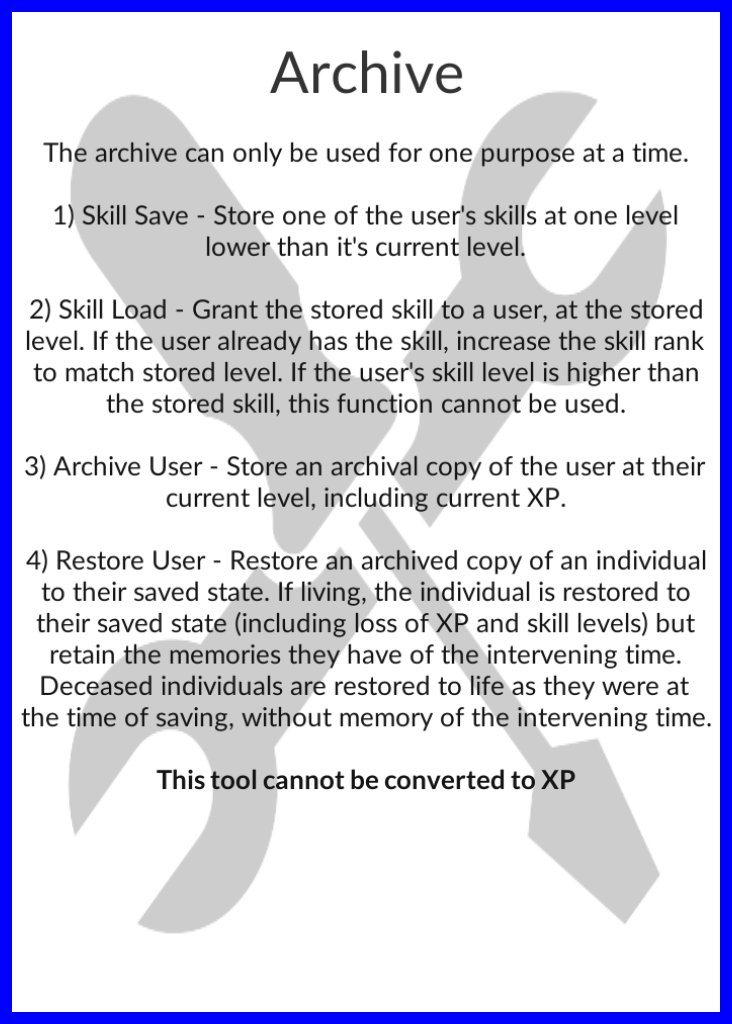 Archive
The archive can only be used for one purpose at a time.
1) Skill Save - Store one of the user's skills at one level
lower than it's current level.
2) Skill Load - Grant the stored skill to a user, at the stored
level. If the user already has the skill, increase the skill rank
to match stored level. If the user's skill level is higher than
the stored skill, this function cannot be used.
3) Archive User - Store an archival copy of the user at their
current level, including current XP.
4) Restore User - Restore an archived copy of an individual
to their saved state. If living, the individual is restored to
their saved state (including loss of XP and skill levels) but
retain the memories they have of the intervening time.
Deceased individuals are restored to life as they were at
the time of saving, without memory of the intervening time.
This tool cannot be converted to XP